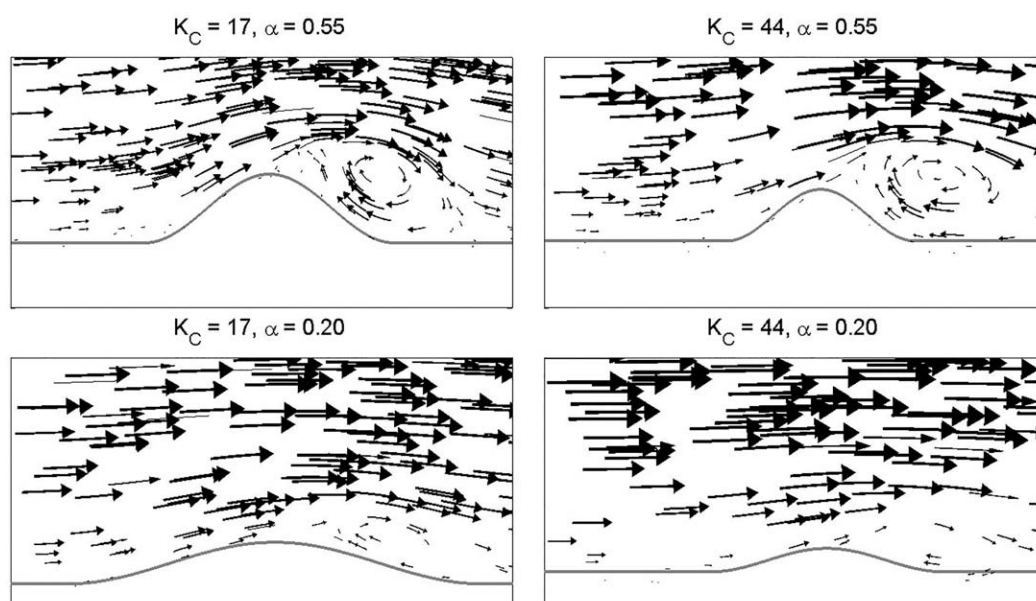 K_C = 17, α = 0.55
K_C = 44, α = 0.55
K_C = 17, α = 0.20
K_C = 44, α = 0.20